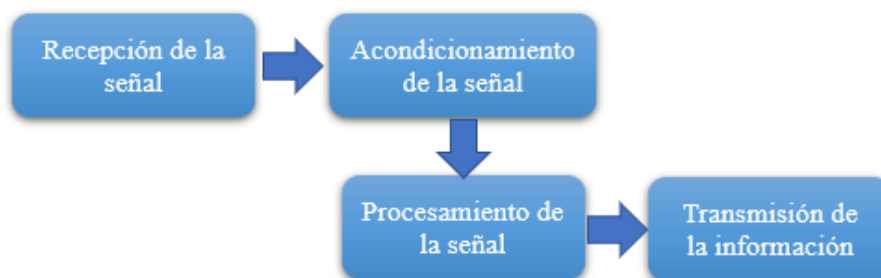 Recepción de la
señal
Acondicionamiento
de la señal
Procesamiento de
la señal
Transmisión de
la información